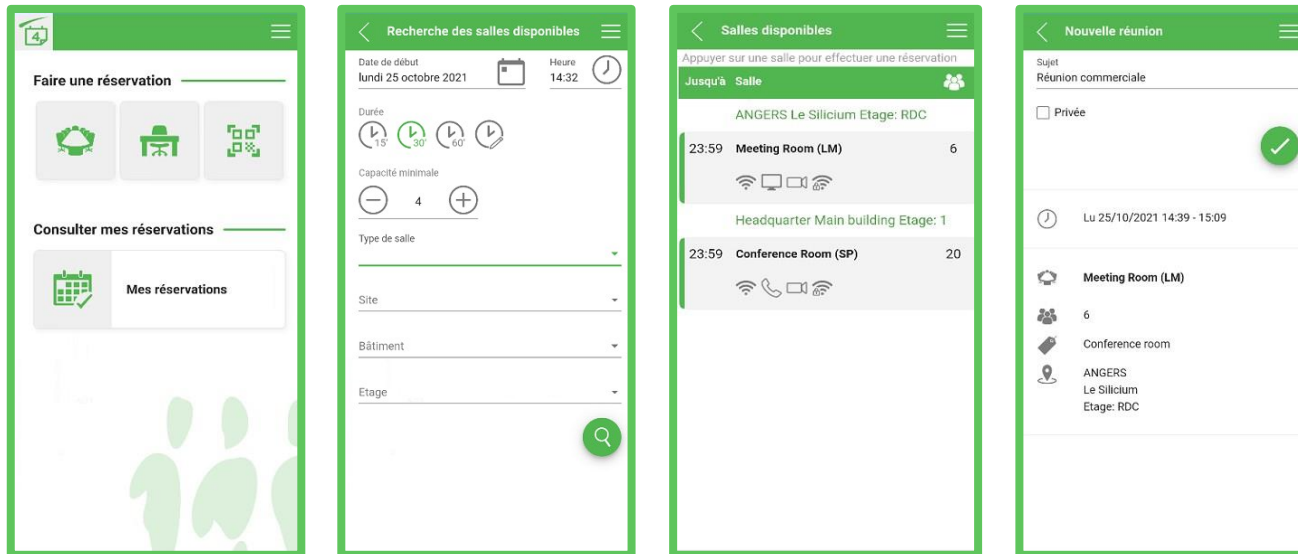 4
Faire une réservation
Consulter mes réservations
Mes réservations
Recherche des salles disponibles
Date de début
Heure
lundi 25 octobre 2021
14:32
Durée
15' 30' 60'
Capacité minimale
4
Type de salle
Site
Bâtiment
Etage
Salles disponibles
Appuyer sur une salle pour effectuer une réservation
Jusqu'à Salle
ANGERS Le Silicium Etage: RDC
23:59 Meeting Room (LM) 6
Headquarter Main building Etage: 1
23:59 Conference Room (SP) 20
Nouvelle réunion
Sujet
Réunion commerciale
Privée
Lu 25/10/2021 14:39 - 15:09
Meeting Room (LM)
6
Conference room
ANGERS
Le Silicium
Etage: RDC